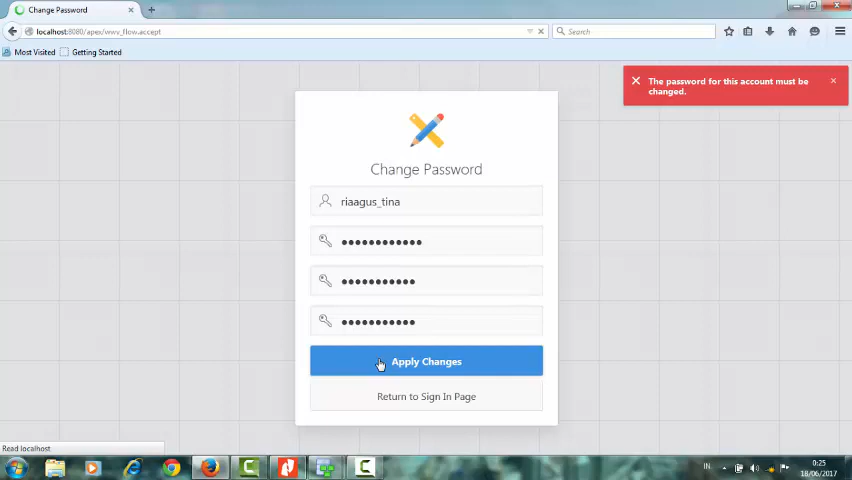 Change Password
localhost:8080/apex/wwv_flow.accept
Search
Most Visited
Getting Started
The password for this account must be
changed.
Change Password
riaagus_tina
●●●●●●●●●●●●
●●●●●●●●●●●
●●●●●●●●●●●
Apply Changes
Return to Sign In Page
Read localhost
IN
0:25
18/06/2017